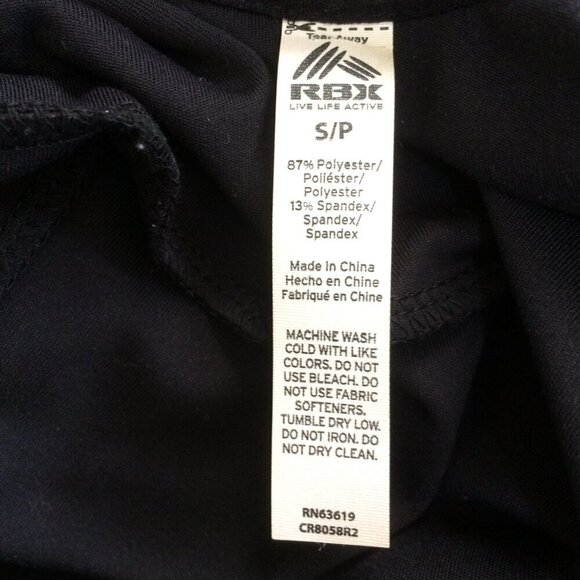 Tear Away
RBX
LIVE LIFE ACTIVE
S/P
87% Polyester/
Poliéster/
Polyester
13% Spandex/
Spandex/
Spandex
Made in China
Hecho en China
Fabriqué en Chine
MACHINE WASH
COLD WITH LIKE
COLORS. DO NOT
USE BLEACH. DO
NOT USE FABRIC
SOFTENERS.
TUMBLE DRY LOW.
DO NOT IRON. DO
NOT DRY CLEAN.
RN63619
CR8058R2